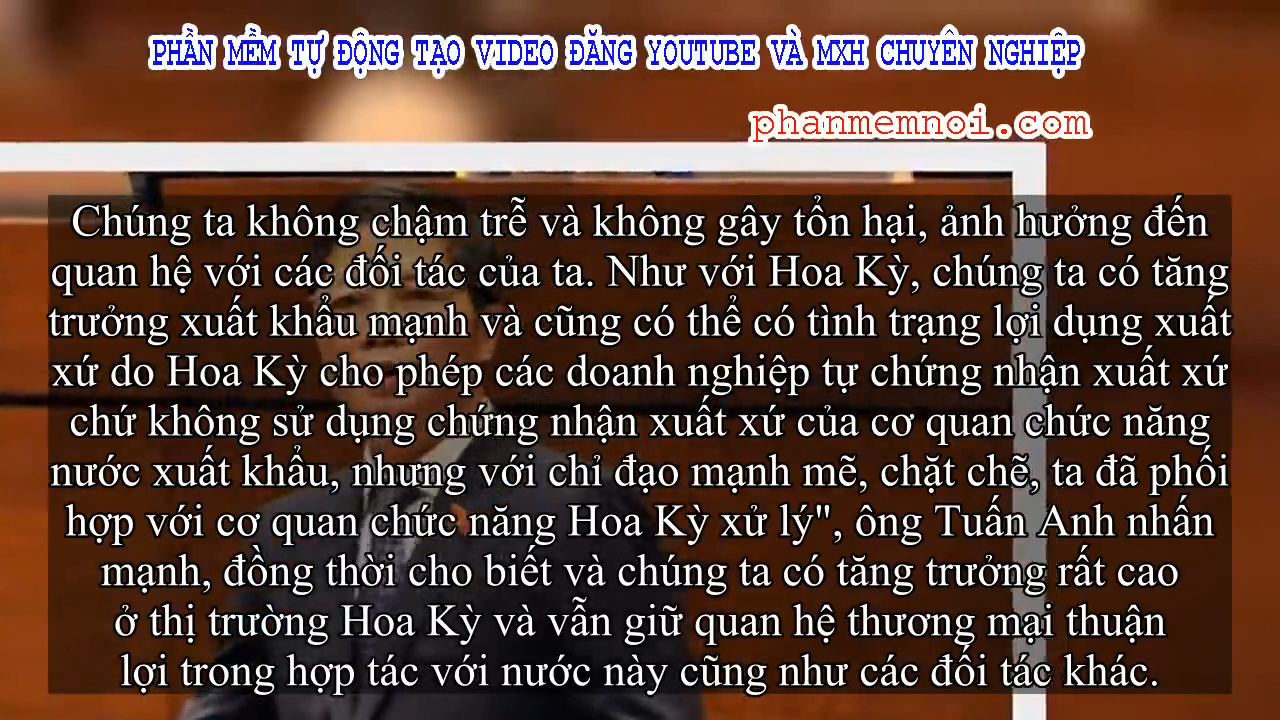 PHẦN MỀM TỰ ĐỘNG TẠO VIDEO ĐĂNG YOUTUBE VÀ MXH CHUYÊN NGHIỆP
phanmemnoi.com
Chúng ta không chậm trễ và không gây tổn hại, ảnh hưởng đến
quan hệ với các đối tác của ta. Như với Hoa Kỳ, chúng ta có tăng
trưởng xuất khẩu mạnh và cũng có thể có tình trạng lợi dụng xuất
xứ do Hoa Kỳ cho phép các doanh nghiệp tự chứng nhận xuất xứ
chứ không sử dụng chứng nhận xuất xứ của cơ quan chức năng
nước xuất khẩu, nhưng với chỉ đạo mạnh mẽ, chặt chẽ, ta đã phối
hợp với cơ quan chức năng Hoa Kỳ xử lý", ông Tuấn Anh nhấn
mạnh, đồng thời cho biết và chúng ta có tăng trưởng rất cao
ở thị trường Hoa Kỳ và vẫn giữ quan hệ thương mại thuận
lợi trong hợp tác với nước này cũng như các đối tác khác.